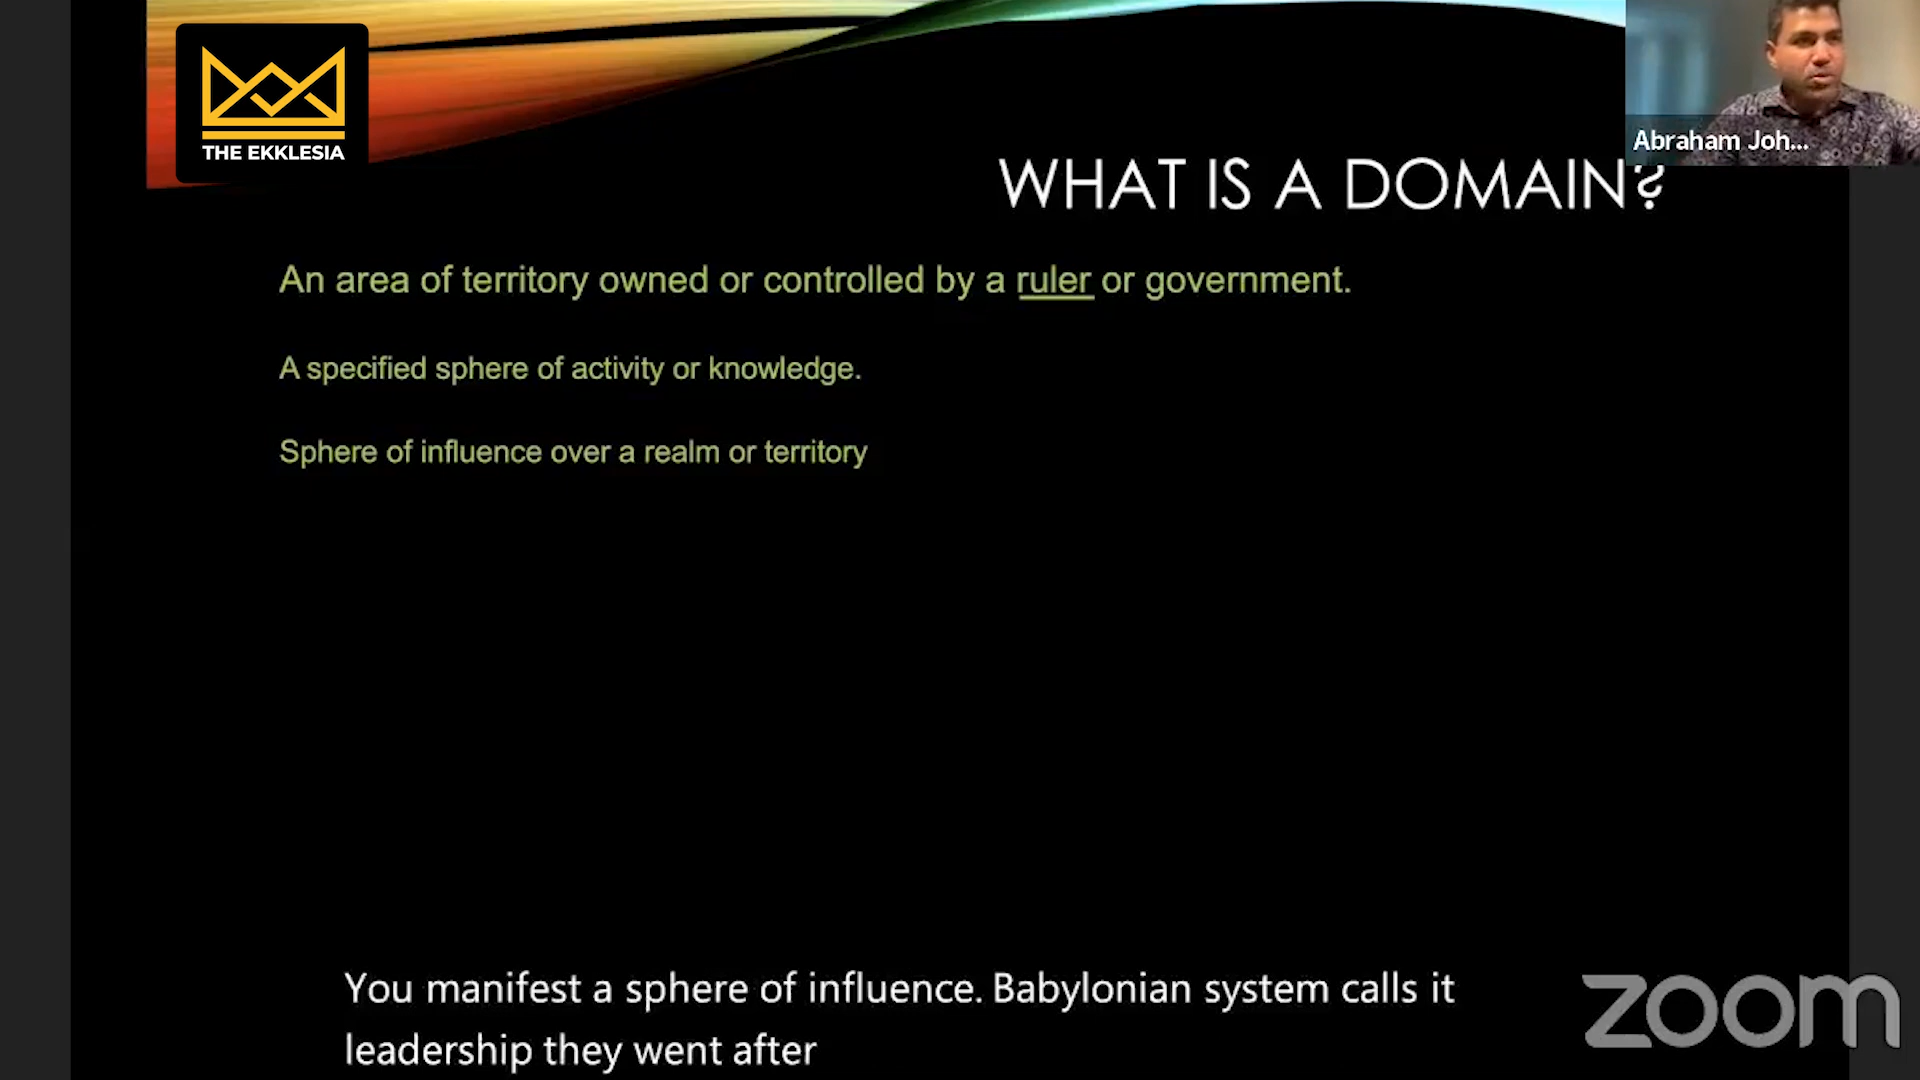 THE EKKLESIA
Abraham Joh...
WHAT IS A DOMAIN?
An area of territory owned or controlled by a ruler or government.
A specified sphere of activity or knowledge.
Sphere of influence over a realm or territory
You manifest a sphere of influence. Babylonian system calls it
leadership they went after
zoom